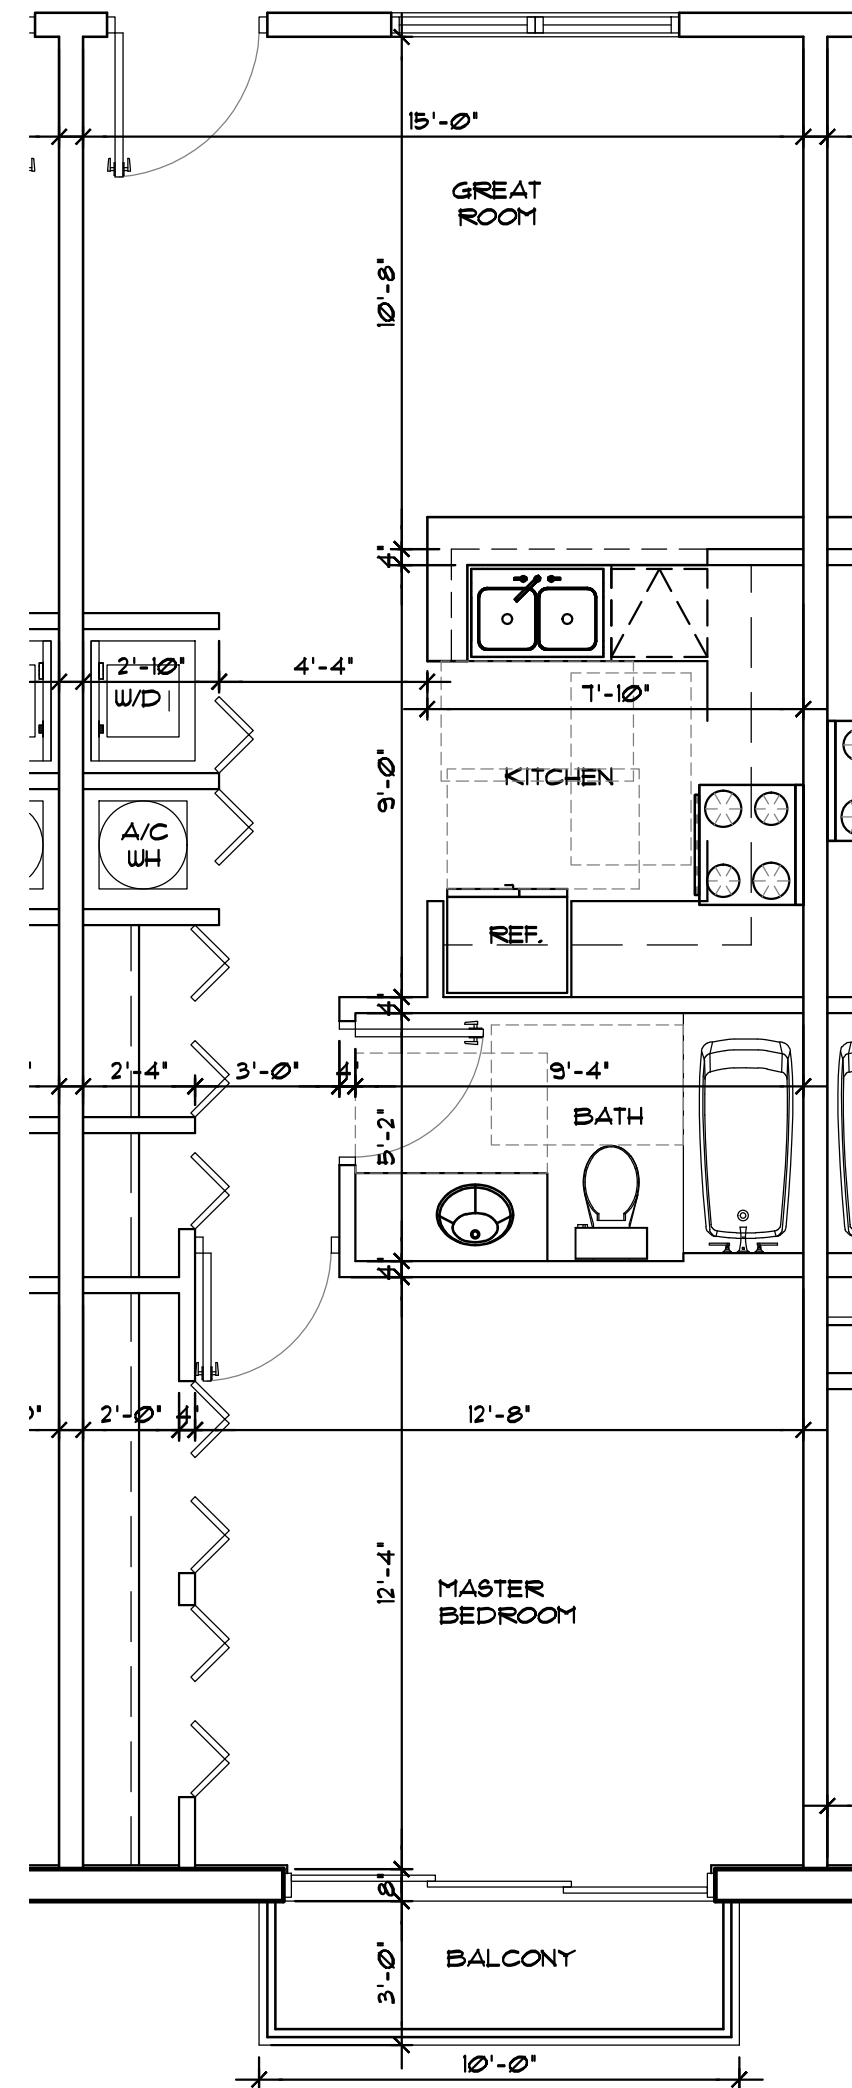 15'-0"
GREAT
ROOM
10'-8"
4"
2'-10"
4'-4"
W/D
7'-10"
KITCHEN
9'-0"
A/C
WH
REF.
4"
2'-4"
3'-0"
4"
9'-4"
BATH
5'-2"
4"
2'-0"
4"
12'-8"
12'-4"
MASTER
BEDROOM
8"
BALCONY
3'-0"
10'-0"